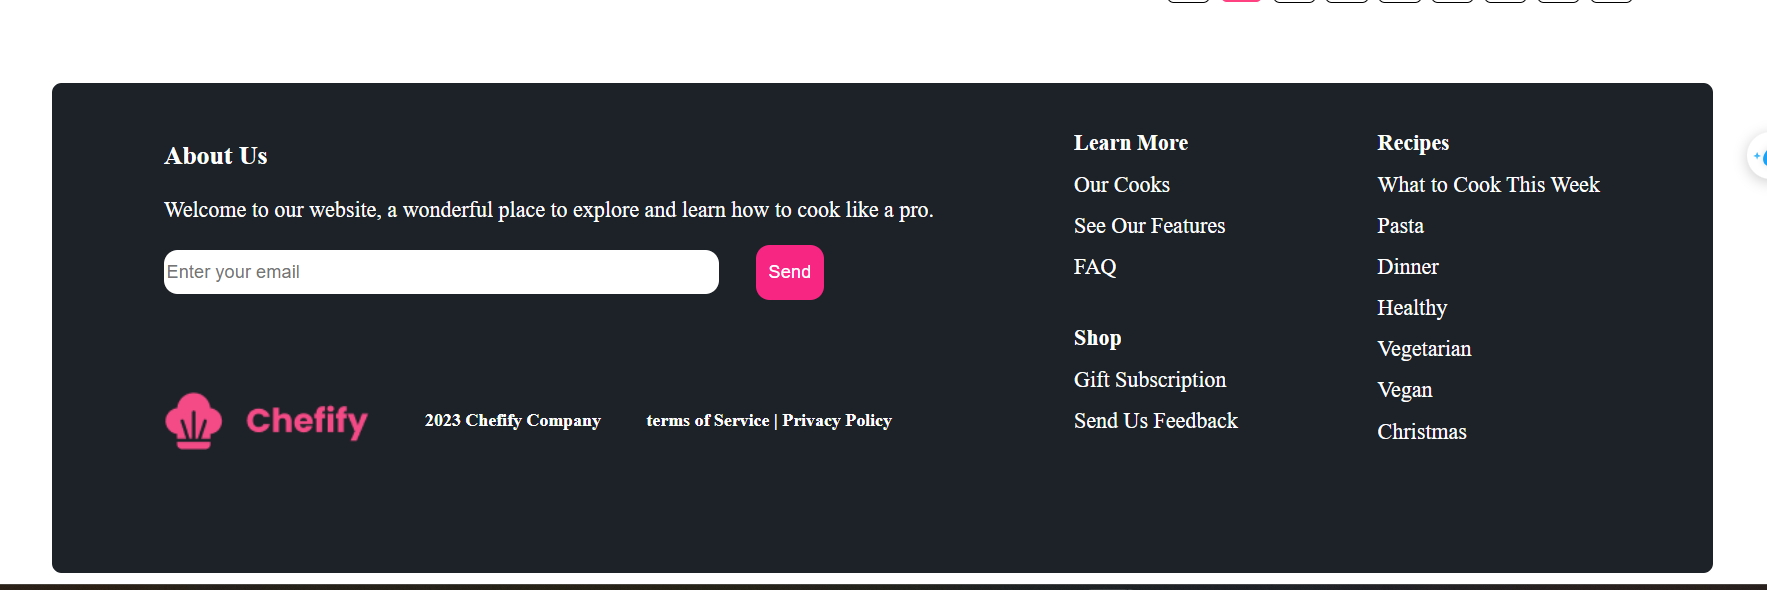 About Us
Welcome to our website, a wonderful place to explore and learn how to cook like a pro.
Enter your email
Send
Chefify
2023 Chefify Company
terms of Service | Privacy Policy
Learn More
Our Cooks
See Our Features
FAQ
Shop
Gift Subscription
Send Us Feedback
Recipes
What to Cook This Week
Pasta
Dinner
Healthy
Vegetarian
Vegan
Christmas